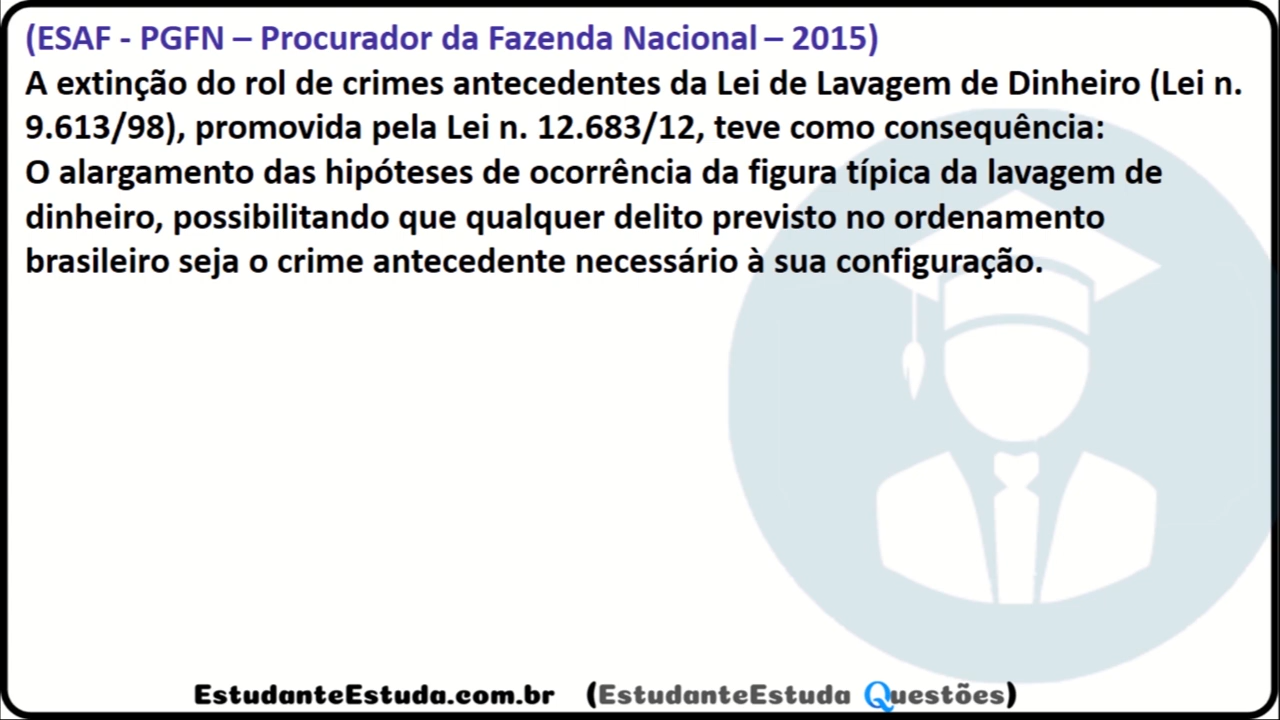 (ESAF - PGFN – Procurador da Fazenda Nacional – 2015)
A extinção do rol de crimes antecedentes da Lei de Lavagem de Dinheiro (Lei n.
9.613/98), promovida pela Lei n. 12.683/12, teve como consequência:
O alargamento das hipóteses de ocorrência da figura típica da lavagem de
dinheiro, possibilitando que qualquer delito previsto no ordenamento
brasileiro seja o crime antecedente necessário à sua configuração.
EstudanteEstuda.com.br (EstudanteEstuda Questões)